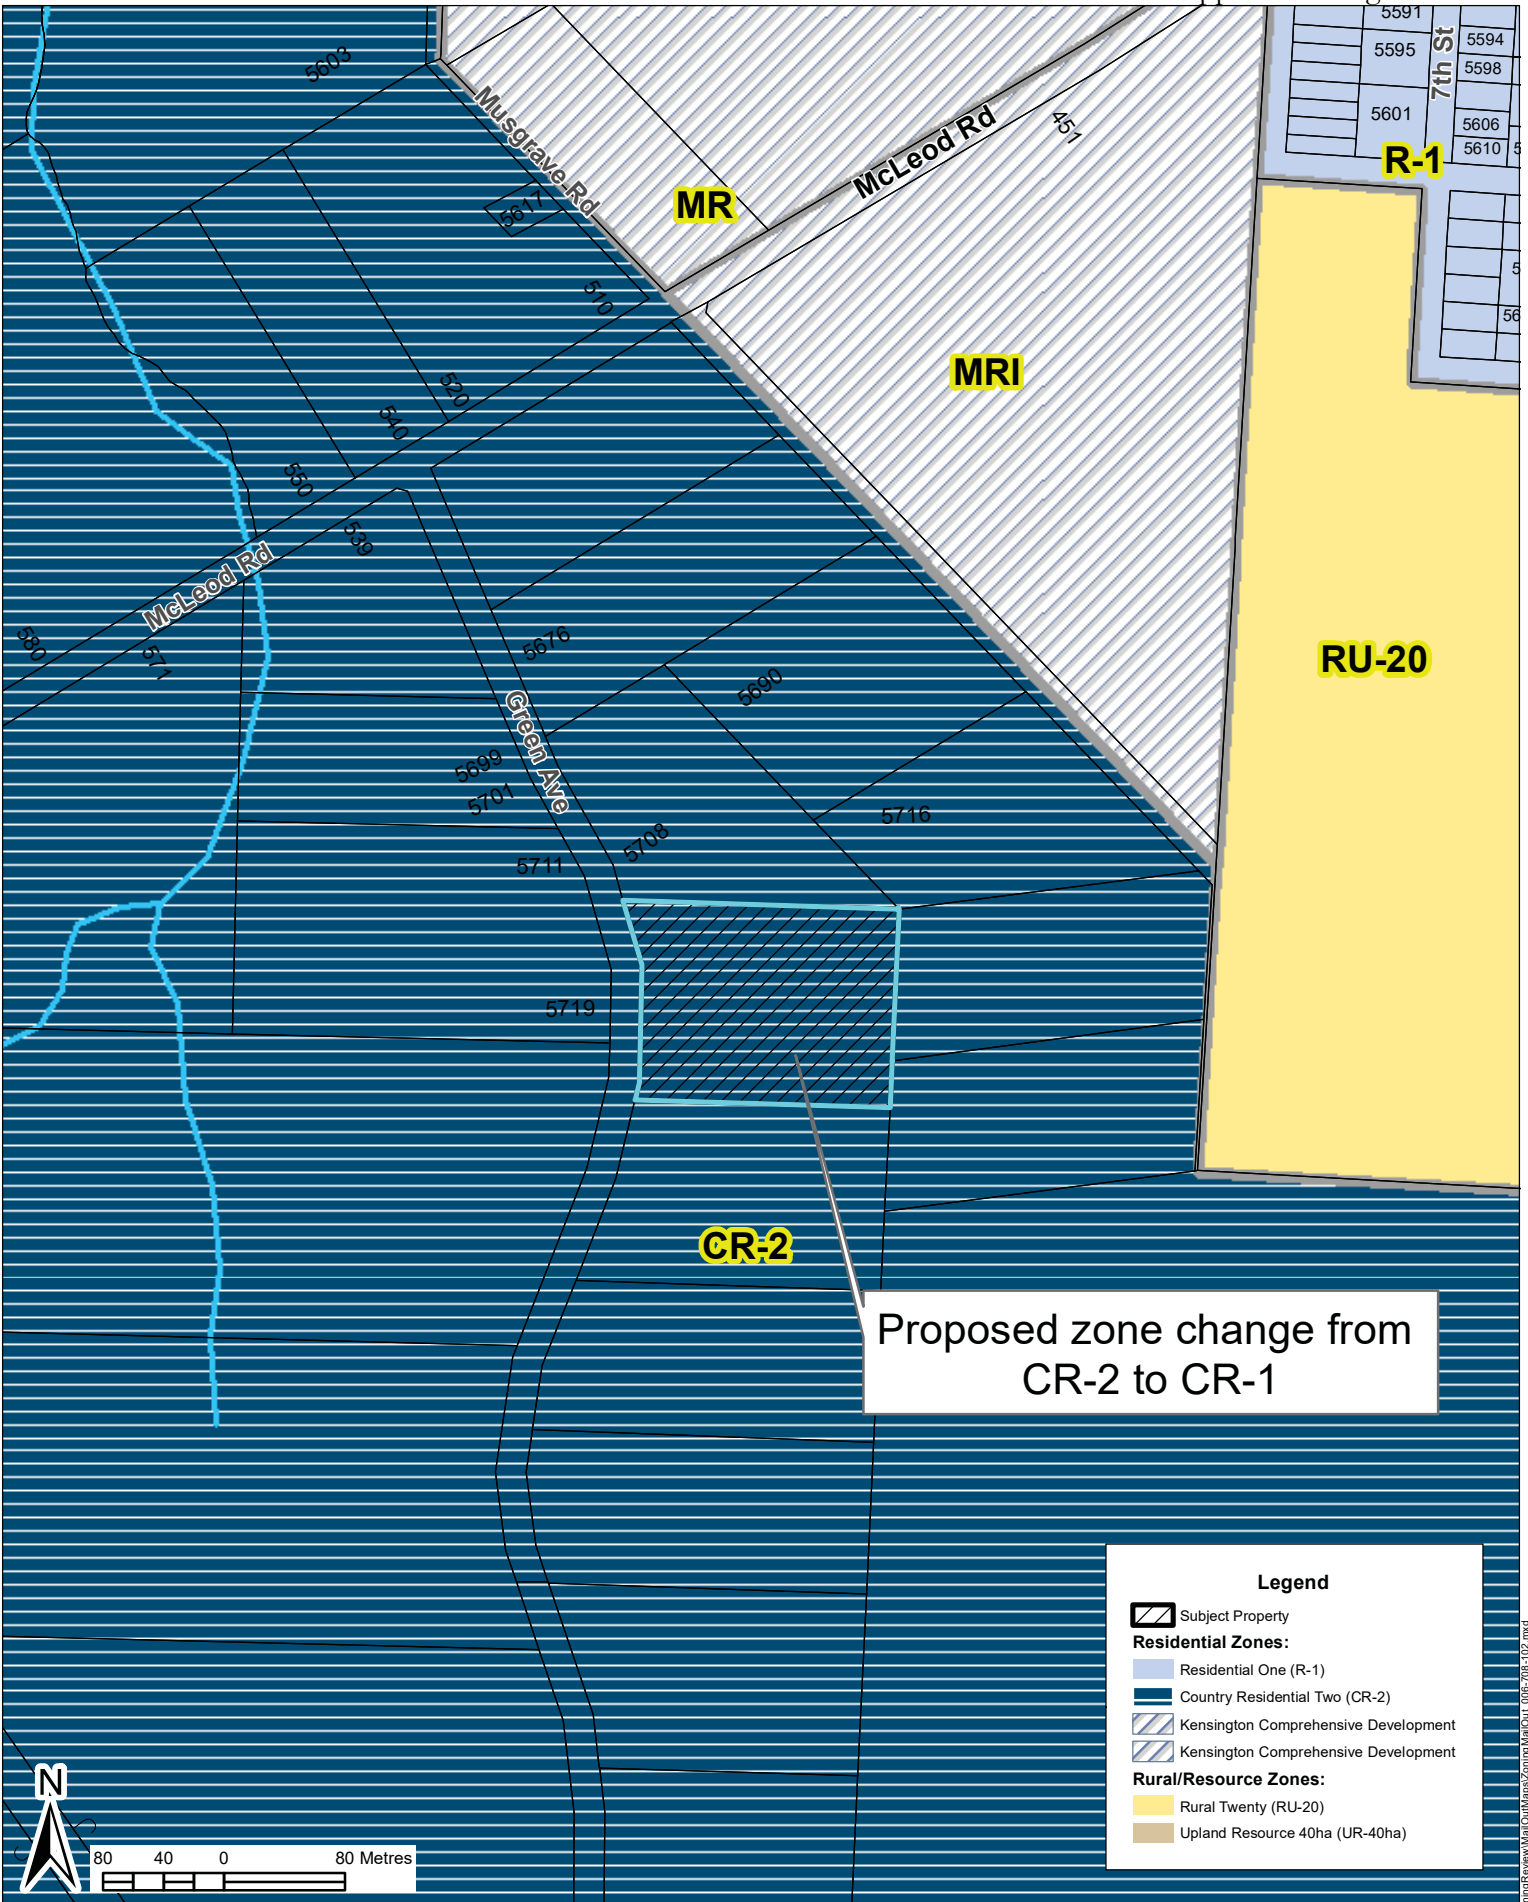 5591
5594
5595
5598
7th St
5601
5606
5610
R-1
5603
Musgrave Rd
451
McLeod Rd
MR
5617
510
MRI
520
540
550
539
McLeod Rd
580
571
5676
5690
RU-20
Green Ave
5699
5701
5716
5708
5711
5719
CR-2
Proposed zone change from
CR-2 to CR-1
Legend
Subject Property
Residential Zones:
Residential One (R-1)
Country Residential Two (CR-2)
Kensington Comprehensive Development
Kensington Comprehensive Development
Rural/Resource Zones:
Rural Twenty (RU-20)
Upland Resource 40ha (UR-40ha)
N
80 40 0 80 Metres